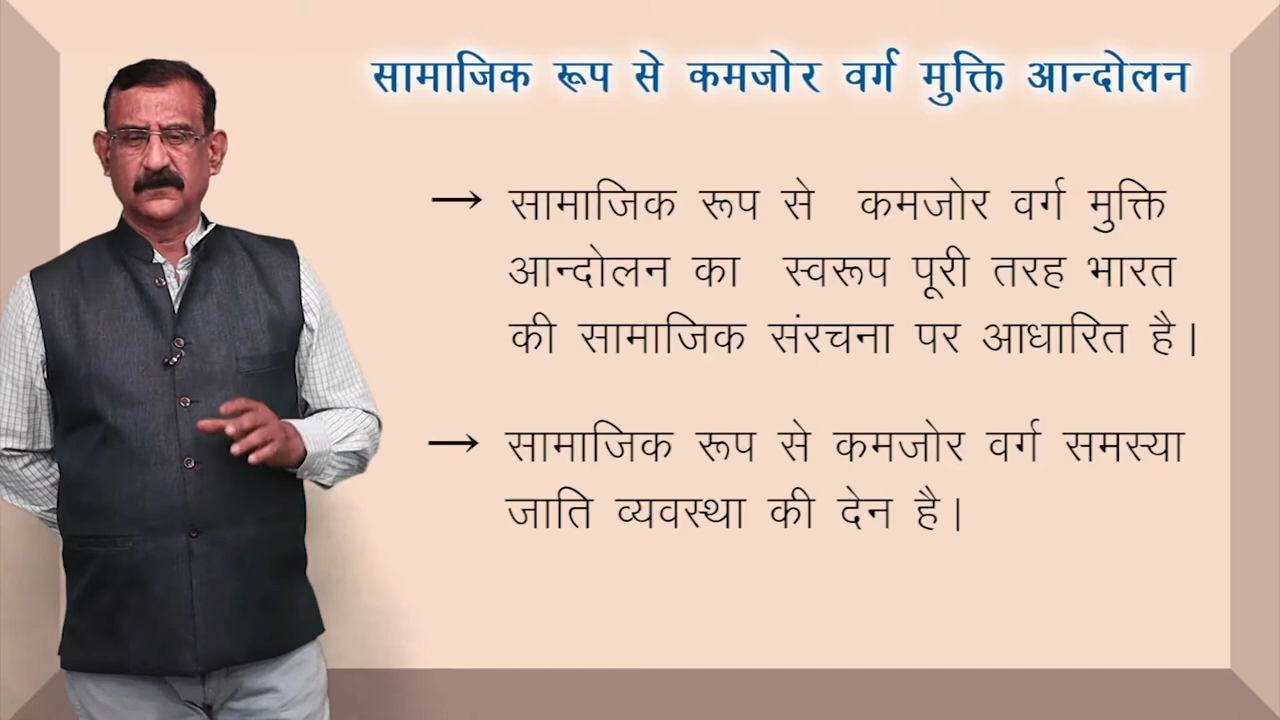 सामाजिक रूप से कमजोर वर्ग मुक्ति आन्दोलन
→ सामाजिक रूप से कमजोर वर्ग मुक्ति
आन्दोलन का स्वरूप पूरी तरह भारत
की सामाजिक संरचना पर आधारित है।
→ सामाजिक रूप से कमजोर वर्ग समस्या
जाति व्यवस्था की देन है।